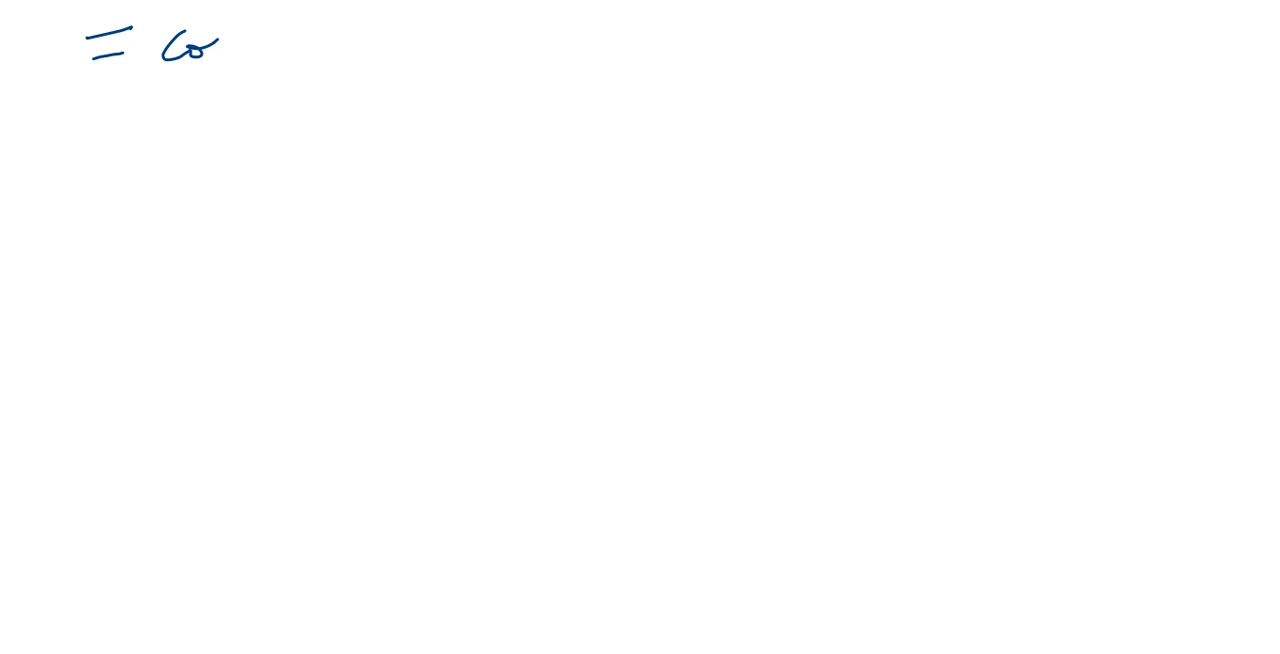 = co